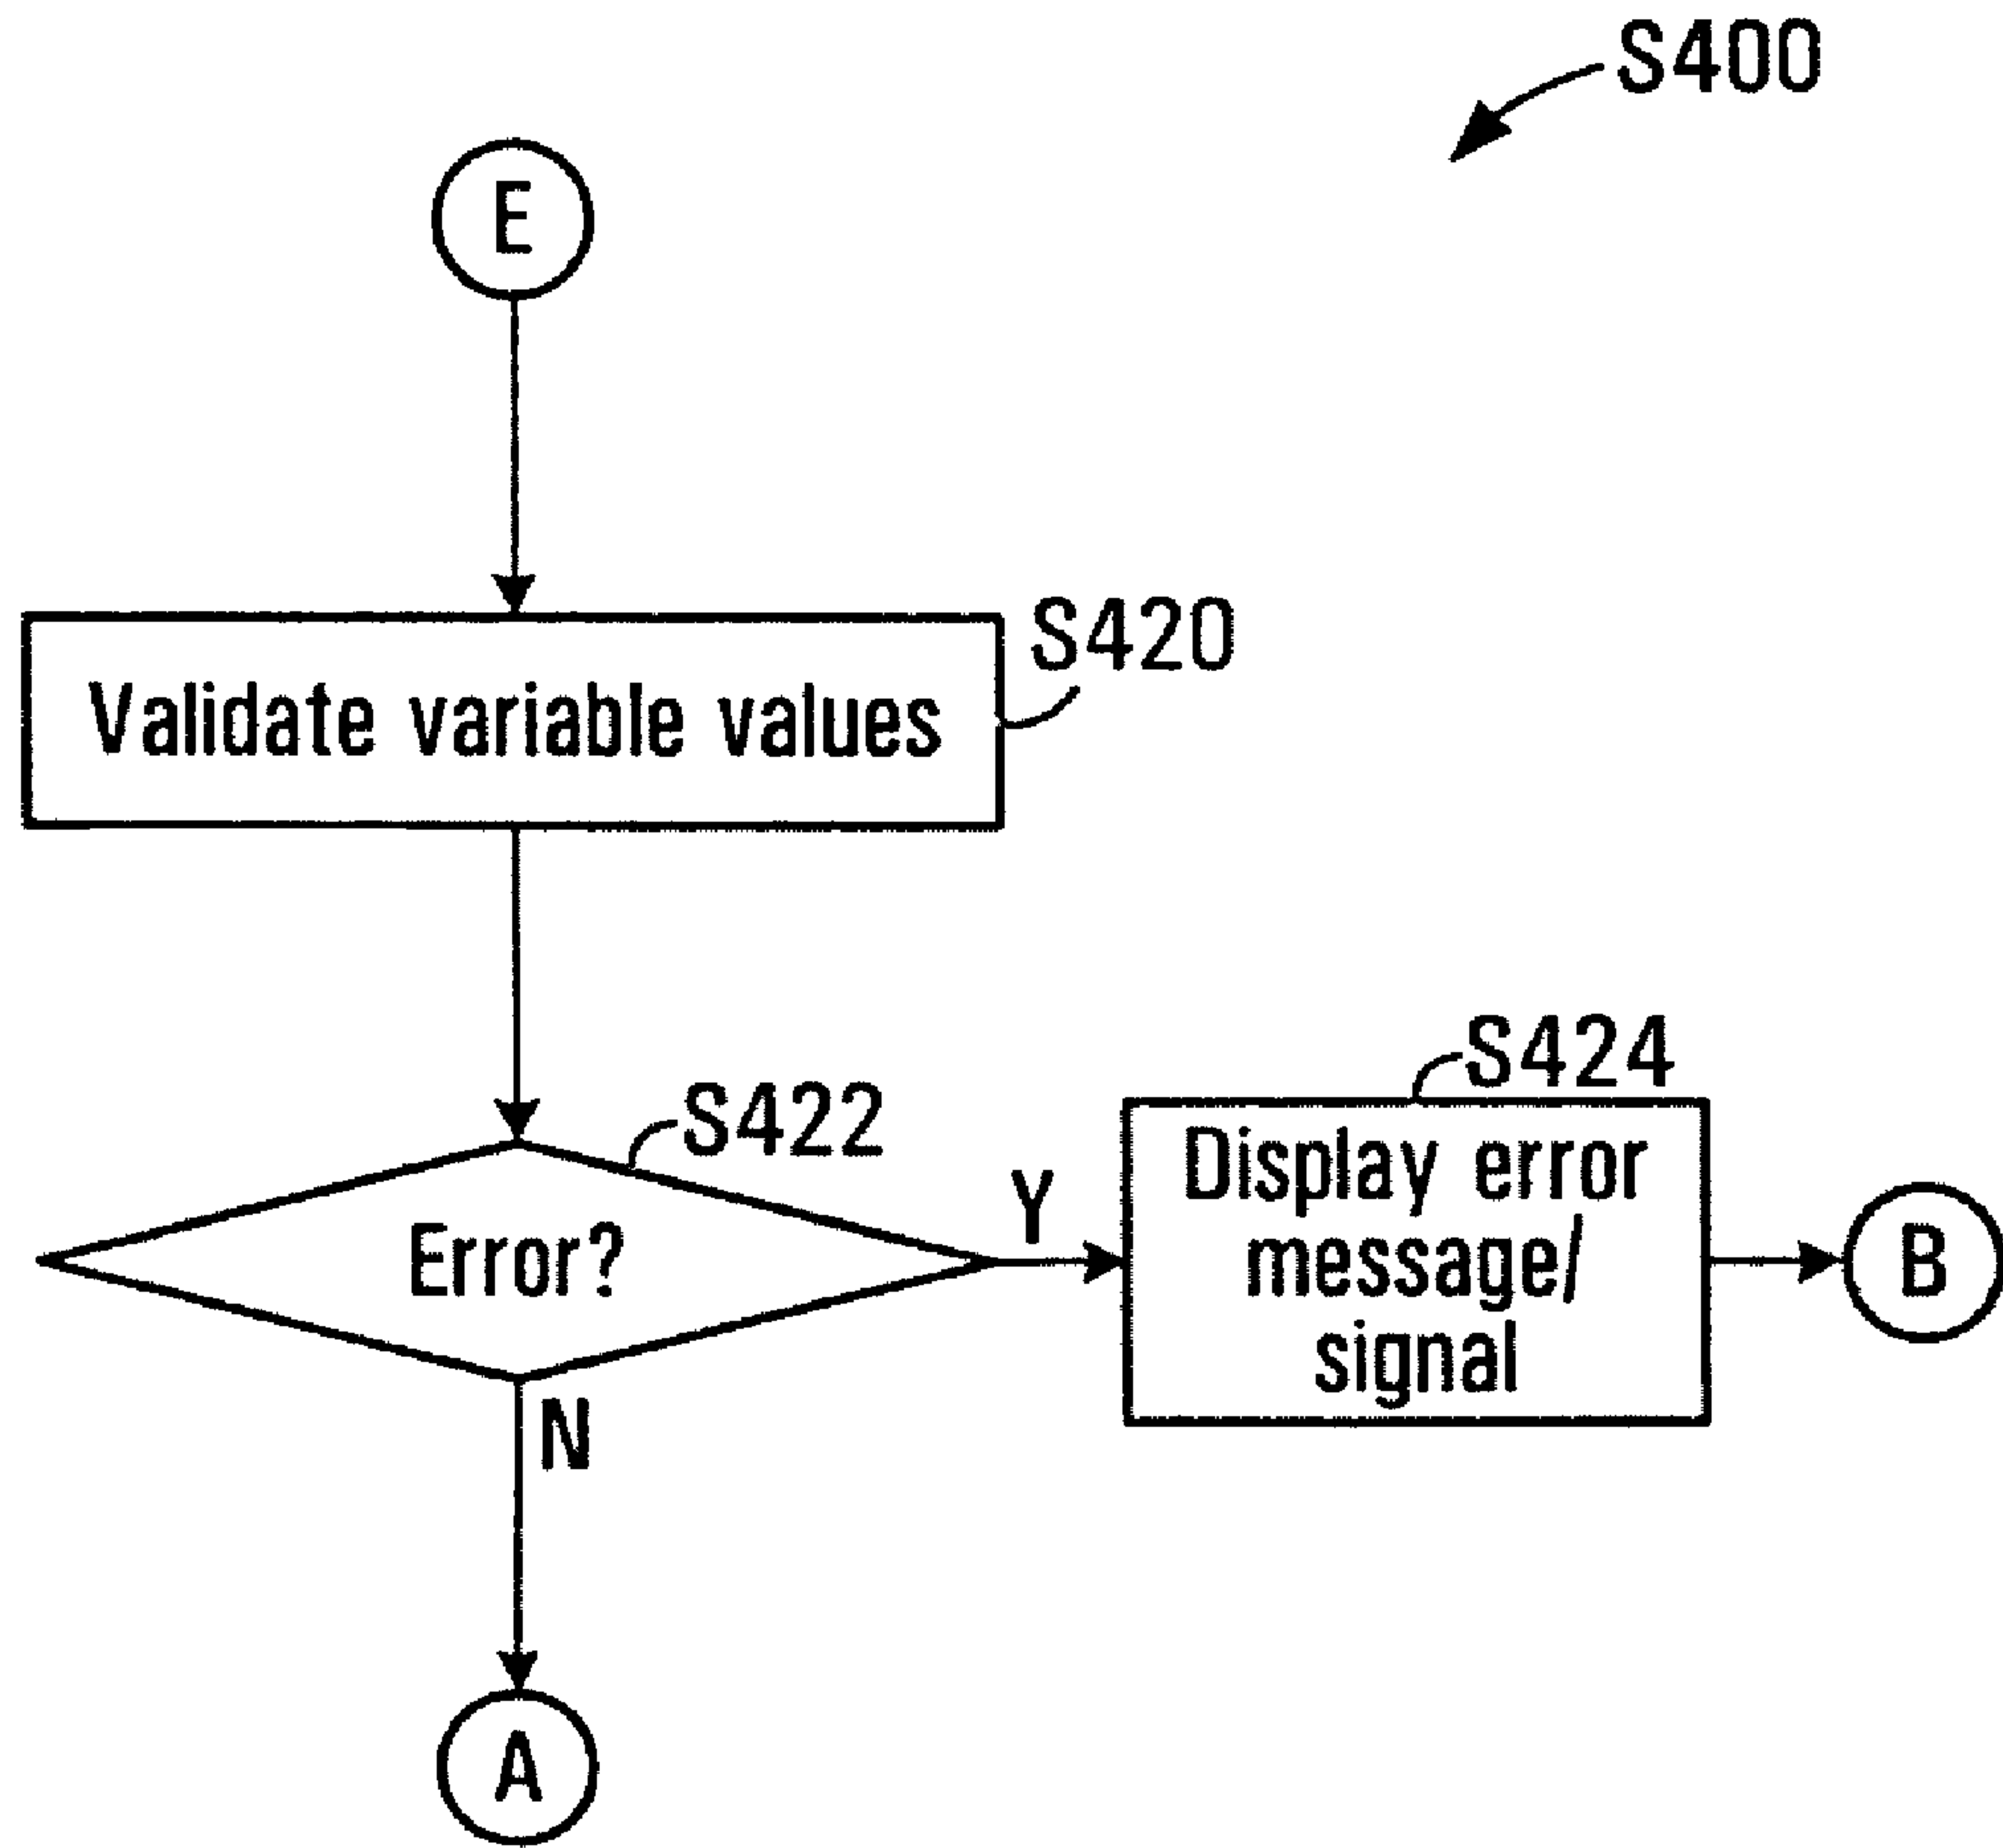 S400
E
S420
Validate variable values
S422
Error?
Y
S424
Display error
message/
signal
B
N
A